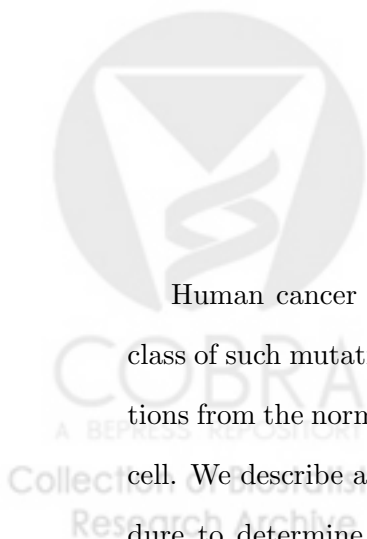 Human cancer
class of such mutat
tions from the norm
COBRA
A BEPRESS REPOSITORY
cell. We describe a
Collection of Biostatist
Research Archive
dure to determine